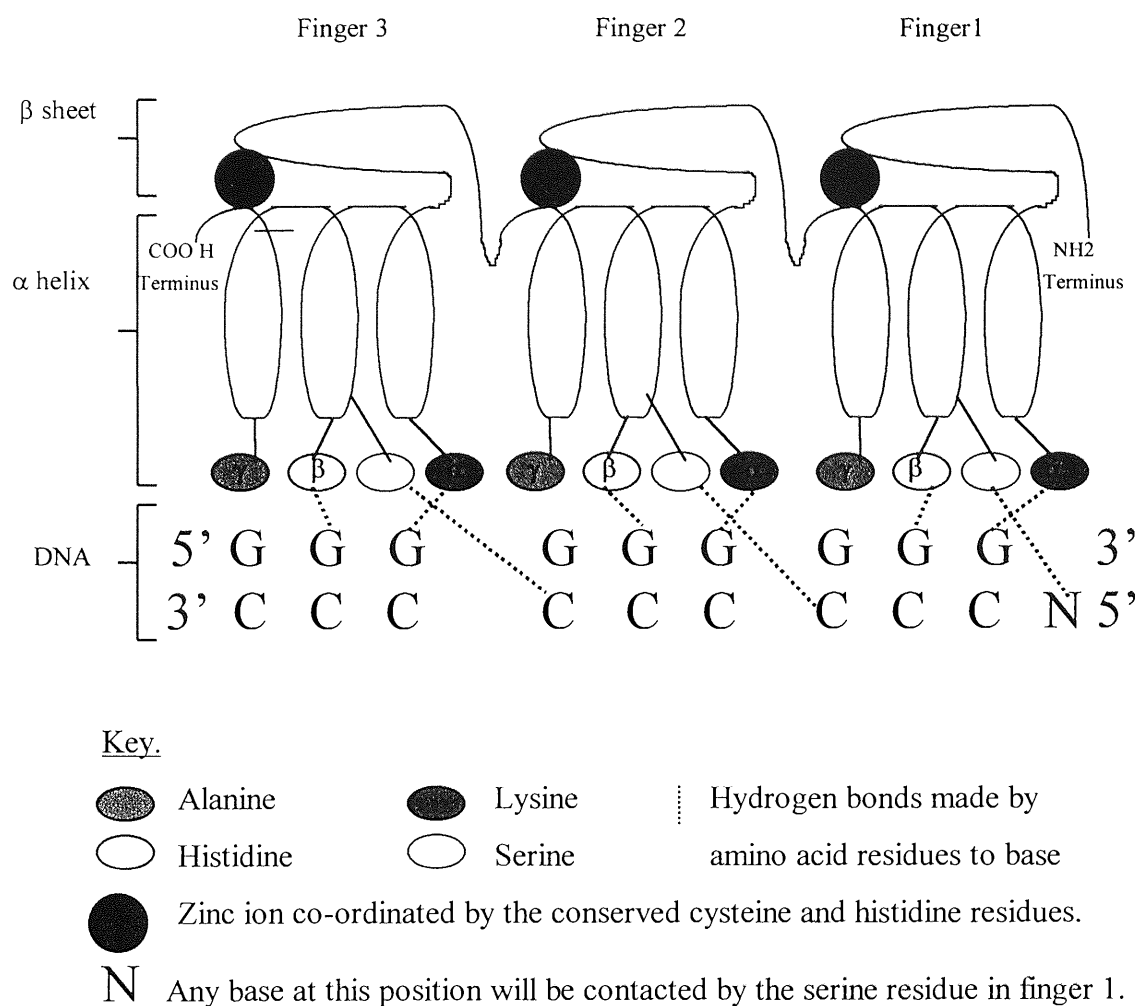 Finger 3 Finger 2 Finger1
β sheet
COO H NH2
α helix Terminus Terminus
γ β γ β γ β
DNA 5’ G G G G G G G G G 3’
3’ C C C C C C C C C N 5’
Key.
Alanine Lysine Hydrogen bonds made by
Histidine Serine amino acid residues to base
Zinc ion co-ordinated by the conserved cysteine and histidine residues.
N Any base at this position will be contacted by the serine residue in finger 1.